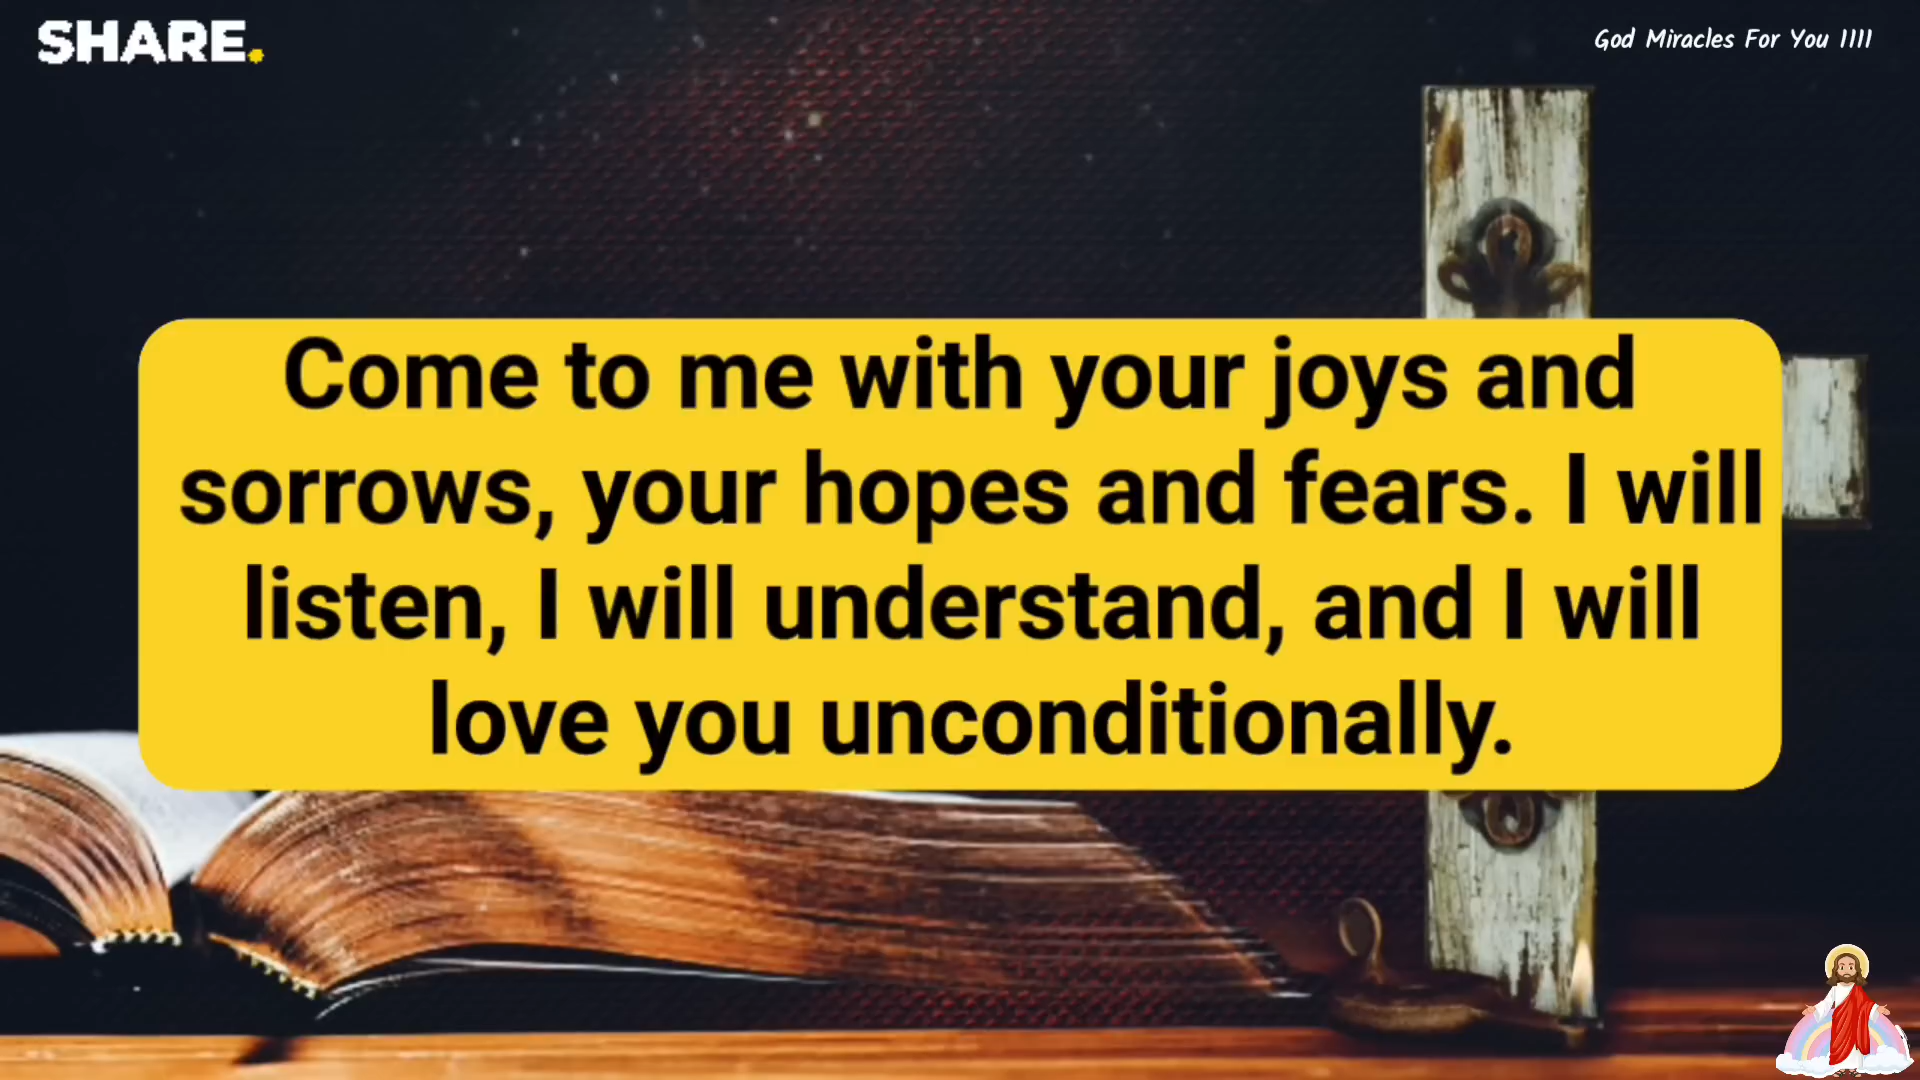 SHARE.
God Miracles For You 1111
Come to me with your joys and
sorrows, your hopes and fears. I will
listen, I will understand, and I will
love you unconditionally.